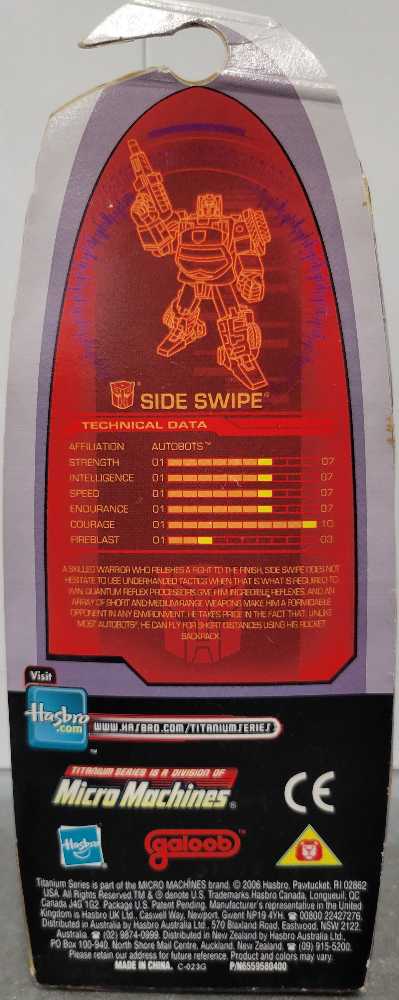 SIDE SWIPE®
TECHNICAL DATA
AFFILIATION AUTOBOTS™
STRENGTH 01 07
INTELLIGENCE 01 07
SPEED 01 07
ENDURANCE 01 07
COURAGE 01 10
FIREBLAST 01 03
A SKILLED WARRIOR WHO RELISHES A FIGHT TO THE FINISH, SIDE SWIPE DOES NOT
HESITATE TO USE UNDERHANDED TACTICS WHEN THAT IS WHAT IS REQUIRED TO
WIN. QUANTUM REFLEX PROCESSORS GIVE HIM INCREDIBLE REFLEXES, AND AN
ARRAY OF SHORT AND MEDIUM RANGE WEAPONS MAKE HIM A FORMIDABLE
OPPONENT IN ANY ENVIRONMENT. HE TAKES PRIDE IN THE FACT THAT, UNLIKE
MOST AUTOBOTS®, HE CAN FLY FOR SHORT DISTANCES USING HIS ROCKET
BACKPACK.
Visit
Hasbro
.com
™
WWW.HASBRO.COM/TITANIUMSERIES
TITANIUM SERIES IS A DIVISION OF
Micro Machines®
CE
Hasbro
galoob™
Titanium Series is part of the MICRO MACHINES brand. © 2006 Hasbro, Pawtucket, RI 02862
USA. All Rights Reserved.TM & ® denote U.S. Trademarks.Hasbro Canada, Longueuil, QC
Canada J4G 1G2. Package U.S. Patent Pending. Manufacturer's representative in the United
Kingdom is Hasbro UK Ltd., Caswell Way, Newport, Gwent NP19 4YH. ☎ 00800 22427276.
Distributed in Australia by Hasbro Australia Ltd., 570 Blaxland Road, Eastwood, NSW 2122,
Australia. ☎ (02) 9874-0999. Distributed in New Zealand by Hasbro Australia Ltd.,
PO Box 100-940, North Shore Mail Centre, Auckland, New Zealand. ☎ (09) 915-5200.
Please retain our address for future reference. Product and colors may vary.
MADE IN CHINA. C-023G P/N6559580400